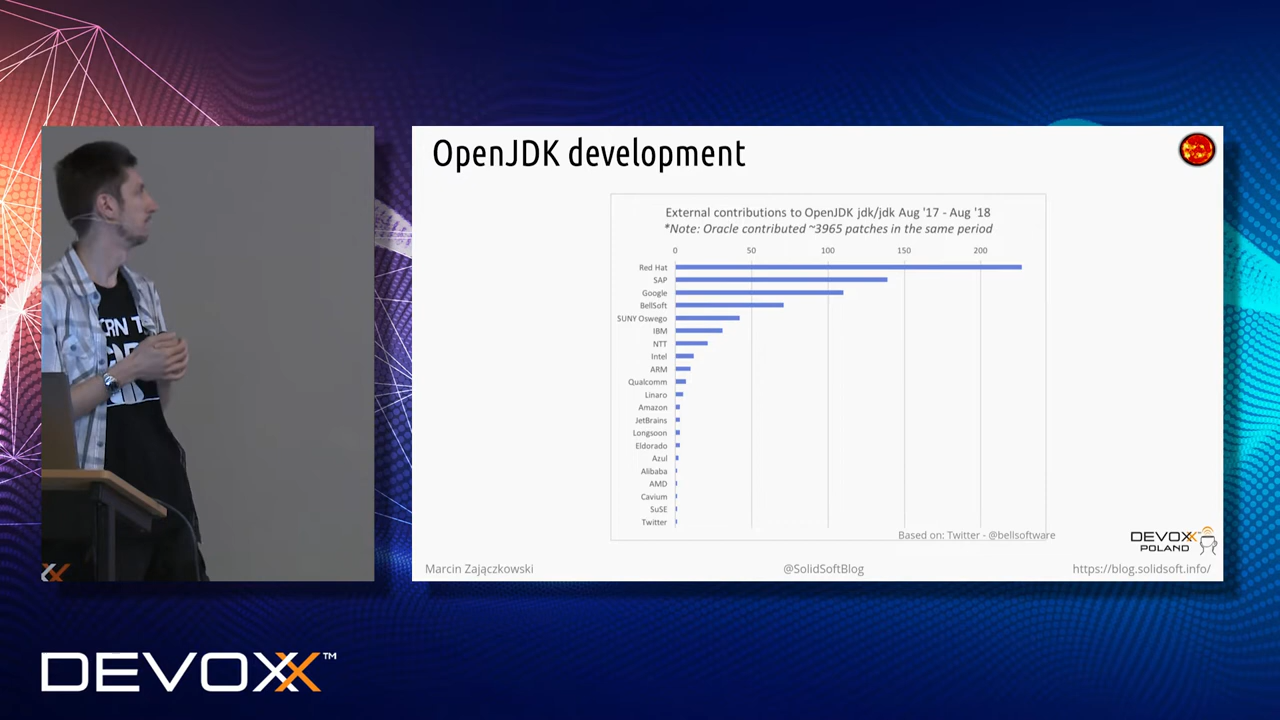 OpenJDK development
External contributions to OpenJDK jdk/jdk Aug '17 - Aug '18
*Note: Oracle contributed ~3965 patches in the same period
0 50 100 150 200
Red Hat
SAP
Google
BellSoft
SUNY Oswego
IBM
NTT
Intel
ARM
Qualcomm
Linaro
Amazon
JetBrains
Longsoon
Eldorado
Azul
Alibaba
AMD
Cavium
SuSE
Twitter
Based on: Twitter - @bellsoftware
DEVOXX™
POLAND
Marcin Zajączkowski
@SolidSoftBlog
https://blog.solidsoft.info/
DEVOXX™